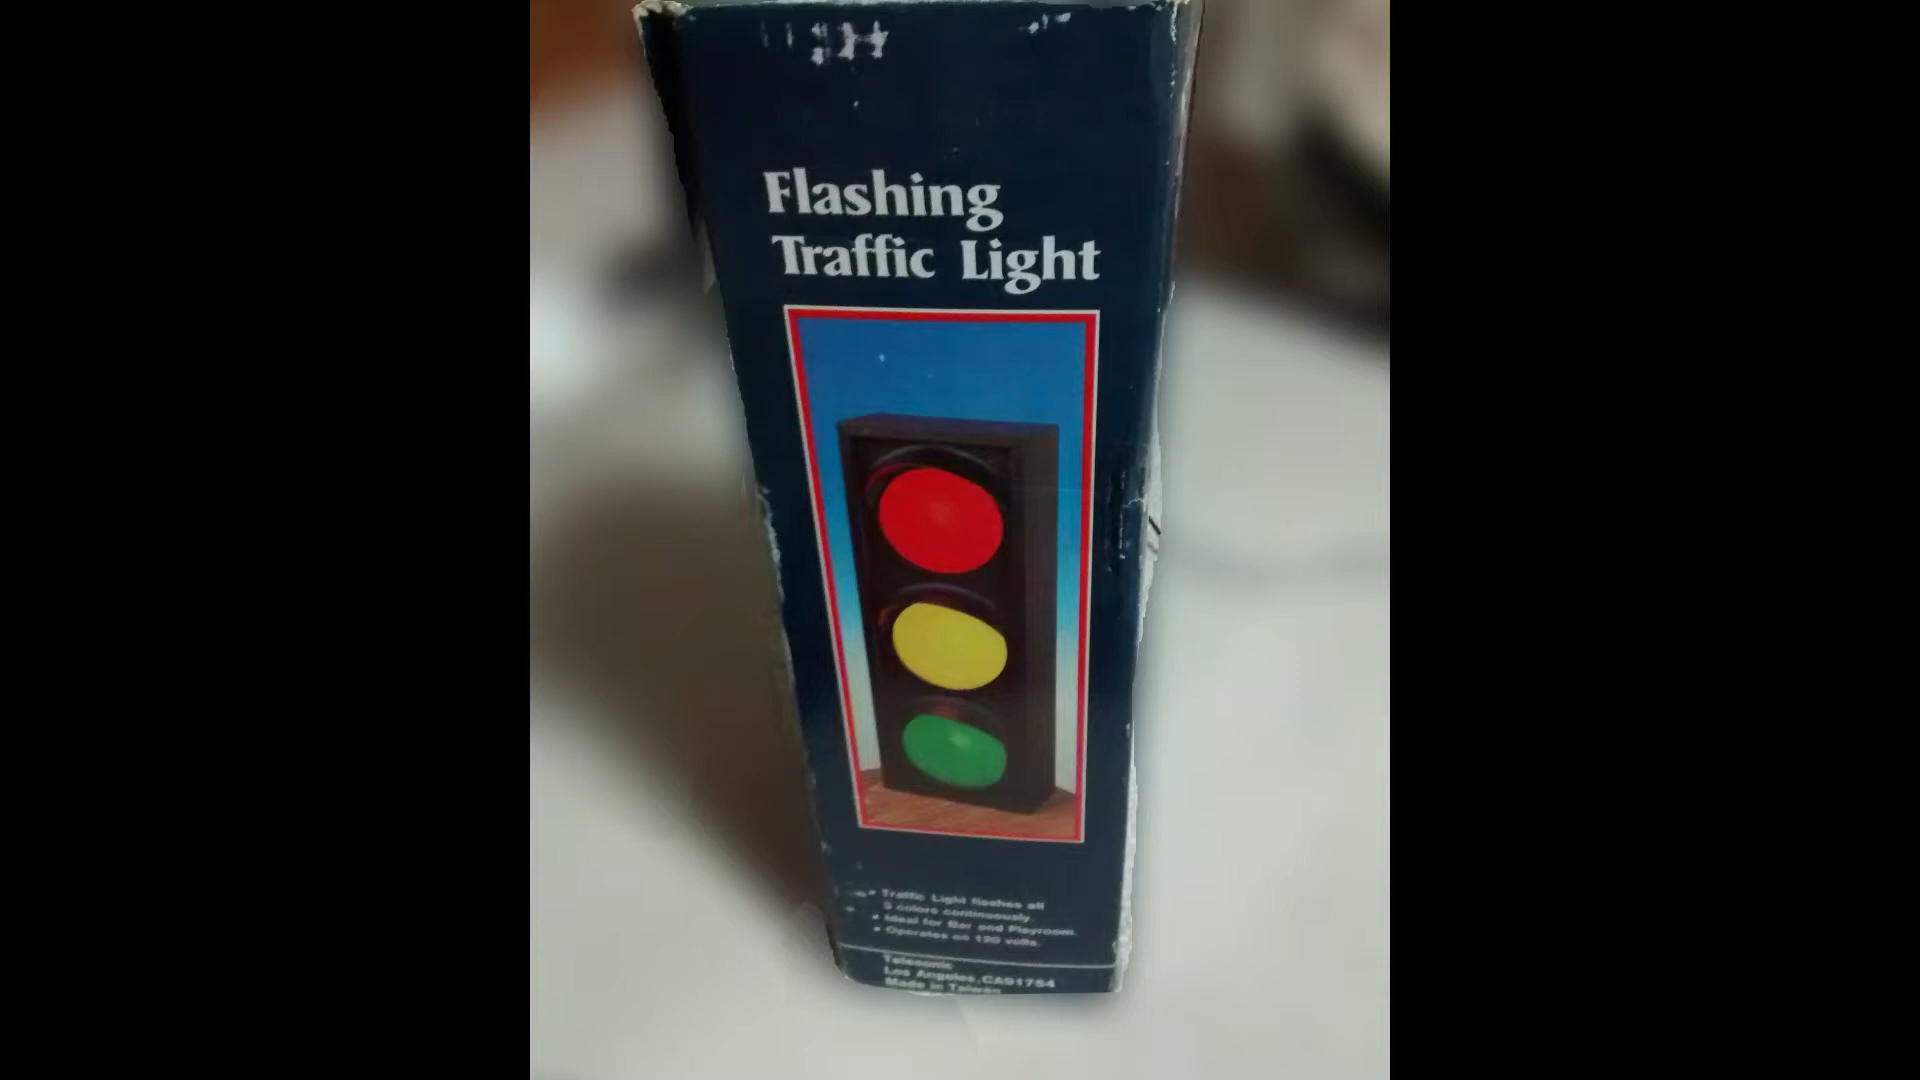 Flashing
Traffic Light
• Traffic Light flashes all
3 colors continuously.
• Ideal for Bar and Playroom.
• Operates on 120 volts.
Telesonic
Los Angeles, CA91754
Made in Taiwan